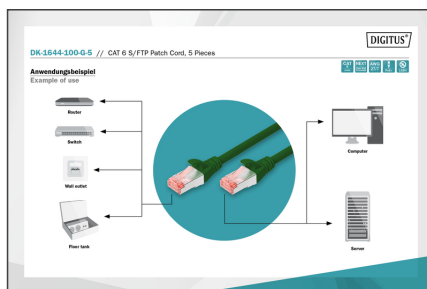 DIGITUS®
DK-1644-100-G-5 // CAT 6 S/FTP Patch Cord, 5 Pieces
Anwendungsbeispiel
Example of use
CAT
Router
Switch
Wall outlet
Floor tank
Computer
Server